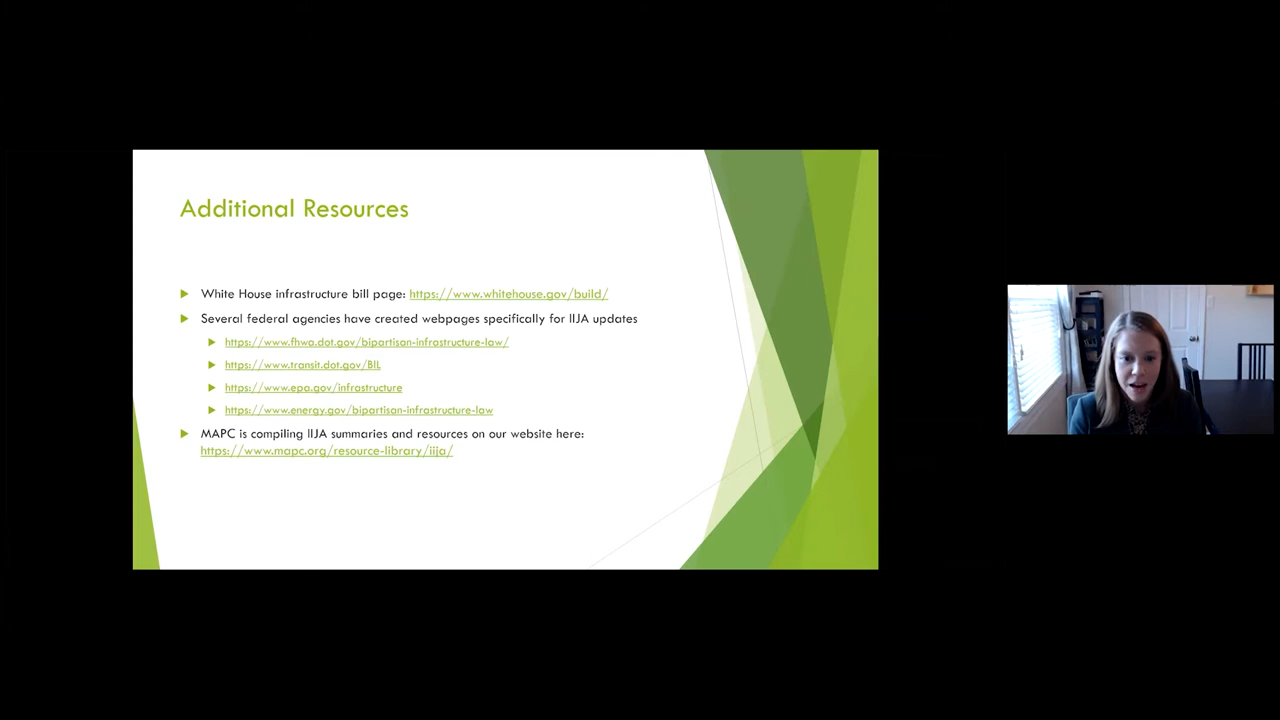 Additional Resources
White House infrastructure bill page: https://www.whitehouse.gov/build/
Several federal agencies have created webpages specifically for IIJA updates
https://www.fhwa.dot.gov/bipartisan-infrastructure-law/
https://www.transit.dot.gov/BIL
https://www.epa.gov/infrastructure
https://www.energy.gov/bipartisan-infrastructure-law
MAPC is compiling IIJA summaries and resources on our website here:
https://www.mapc.org/resource-library/iija/